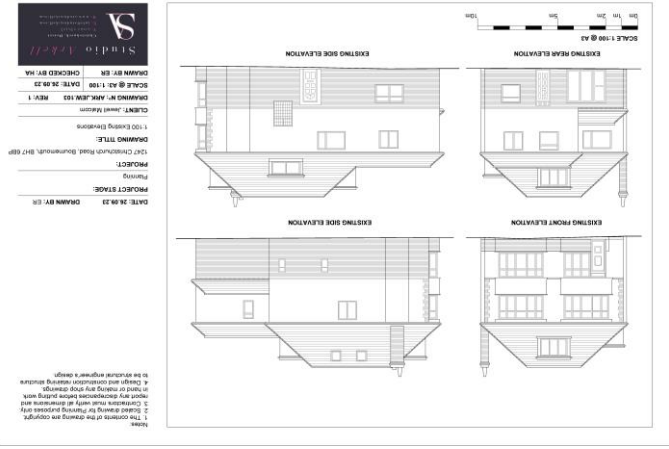 Notes:
1. The contents of the drawing are copyright.
2. Scaled drawing for Planning purposes only
3. Contractors must verify all dimensions and
report any discrepancies before putting work
in hand or making any shop drawings.
4. Design and construction retaining structure
to be structural engineer's design
EXISTING FRONT ELEVATION
EXISTING SIDE ELEVATION
EXISTING REAR ELEVATION
EXISTING SIDE ELEVATION
SCALE 1:100 @ A3
0m 1m 2m 5m 10m
DATE: 26.09.23 DRAWN BY: ER
PROJECT STAGE:
Planning
PROJECT:
1247 Christchurch Road, Bournemouth, BH7 6BP
DRAWING TITLE:
1:100 Existing Elevations
CLIENT: Jewel Malcom
DRAWING Nº: ARK.JEW.103 REV: 1
SCALE @ A3: 1:100 DATE: 26.09.23
DRAWN BY: ER CHECKED BY: HA
Studio Arkell
SA